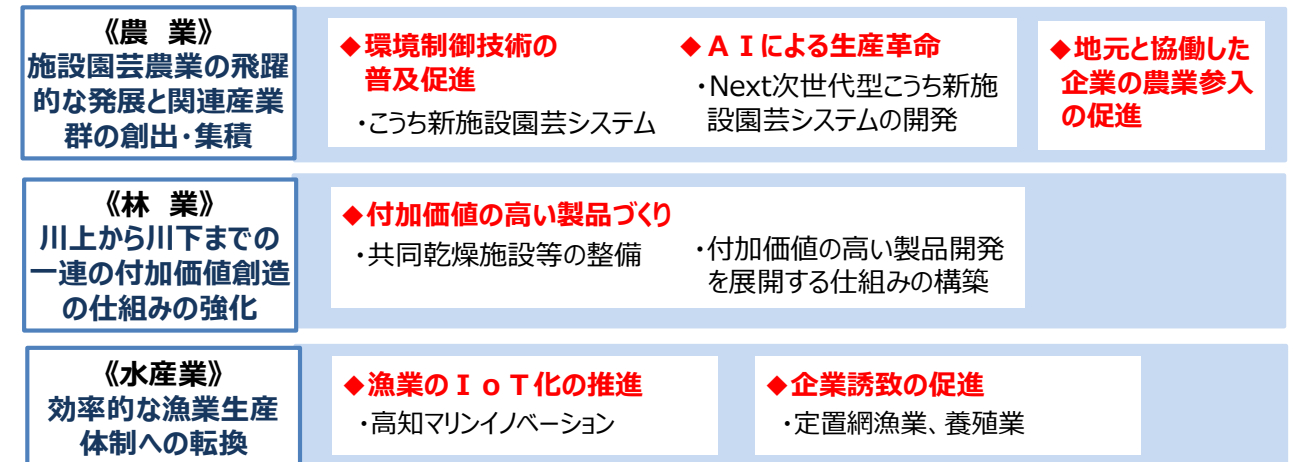 《農 業》
施設園芸農業の飛躍
的な発展と関連産業
群の創出・集積
◆環境制御技術の
普及促進
・こうち新施設園芸システム
◆ＡＩによる生産革命
・Next次世代型こうち新施
設園芸システムの開発
◆地元と協働した
企業の農業参入
の促進
《林 業》
川上から川下までの
一連の付加価値創造
の仕組みの強化
◆付加価値の高い製品づくり
・共同乾燥施設等の整備
・付加価値の高い製品開発
を展開する仕組みの構築
《水産業》
効率的な漁業生産
体制への転換
◆漁業のＩｏＴ化の推進
・高知マリンイノベーション
◆企業誘致の促進
・定置網漁業、養殖業